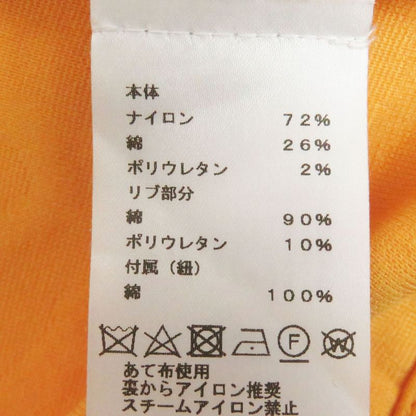 本体
ナイロン 72%
綿 26%
ポリウレタン 2%
リブ部分
綿 90%
ポリウレタン 10%
付属（紐）
綿 100%
F W
あて布使用
裏からアイロン推奨
スチームアイロン禁止